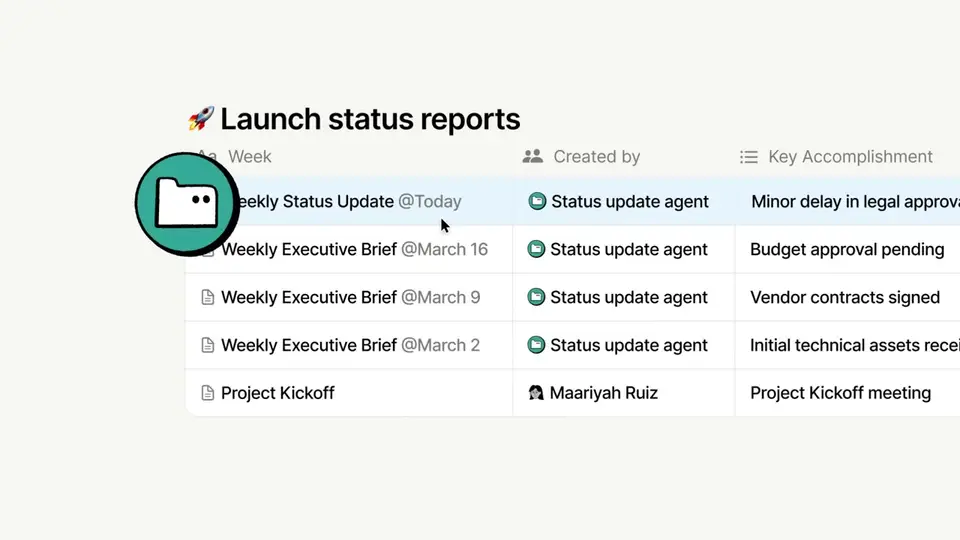 🚀 Launch status reports
Aa Week Created by Key Accomplishment
eekly Status Update @Today Status update agent Minor delay in legal approva
Weekly Executive Brief @March 16 Status update agent Budget approval pending
Weekly Executive Brief @March 9 Status update agent Vendor contracts signed
Weekly Executive Brief @March 2 Status update agent Initial technical assets recei
Project Kickoff Maariyah Ruiz Project Kickoff meeting